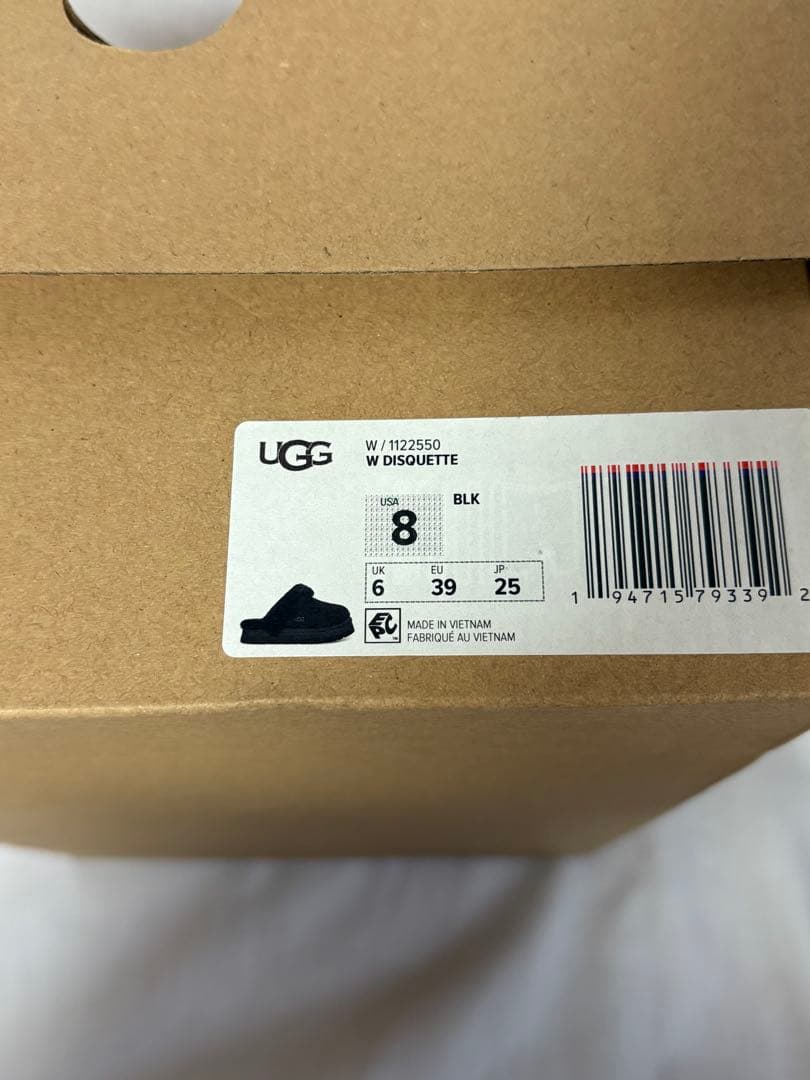 UGG
W / 1122550
W DISQUETTE
USA
8
BLK
UK EU JP
6 39 25
EPC
MADE IN VIETNAM
FABRIQUÉ AU VIETNAM
1 94715 79339 2